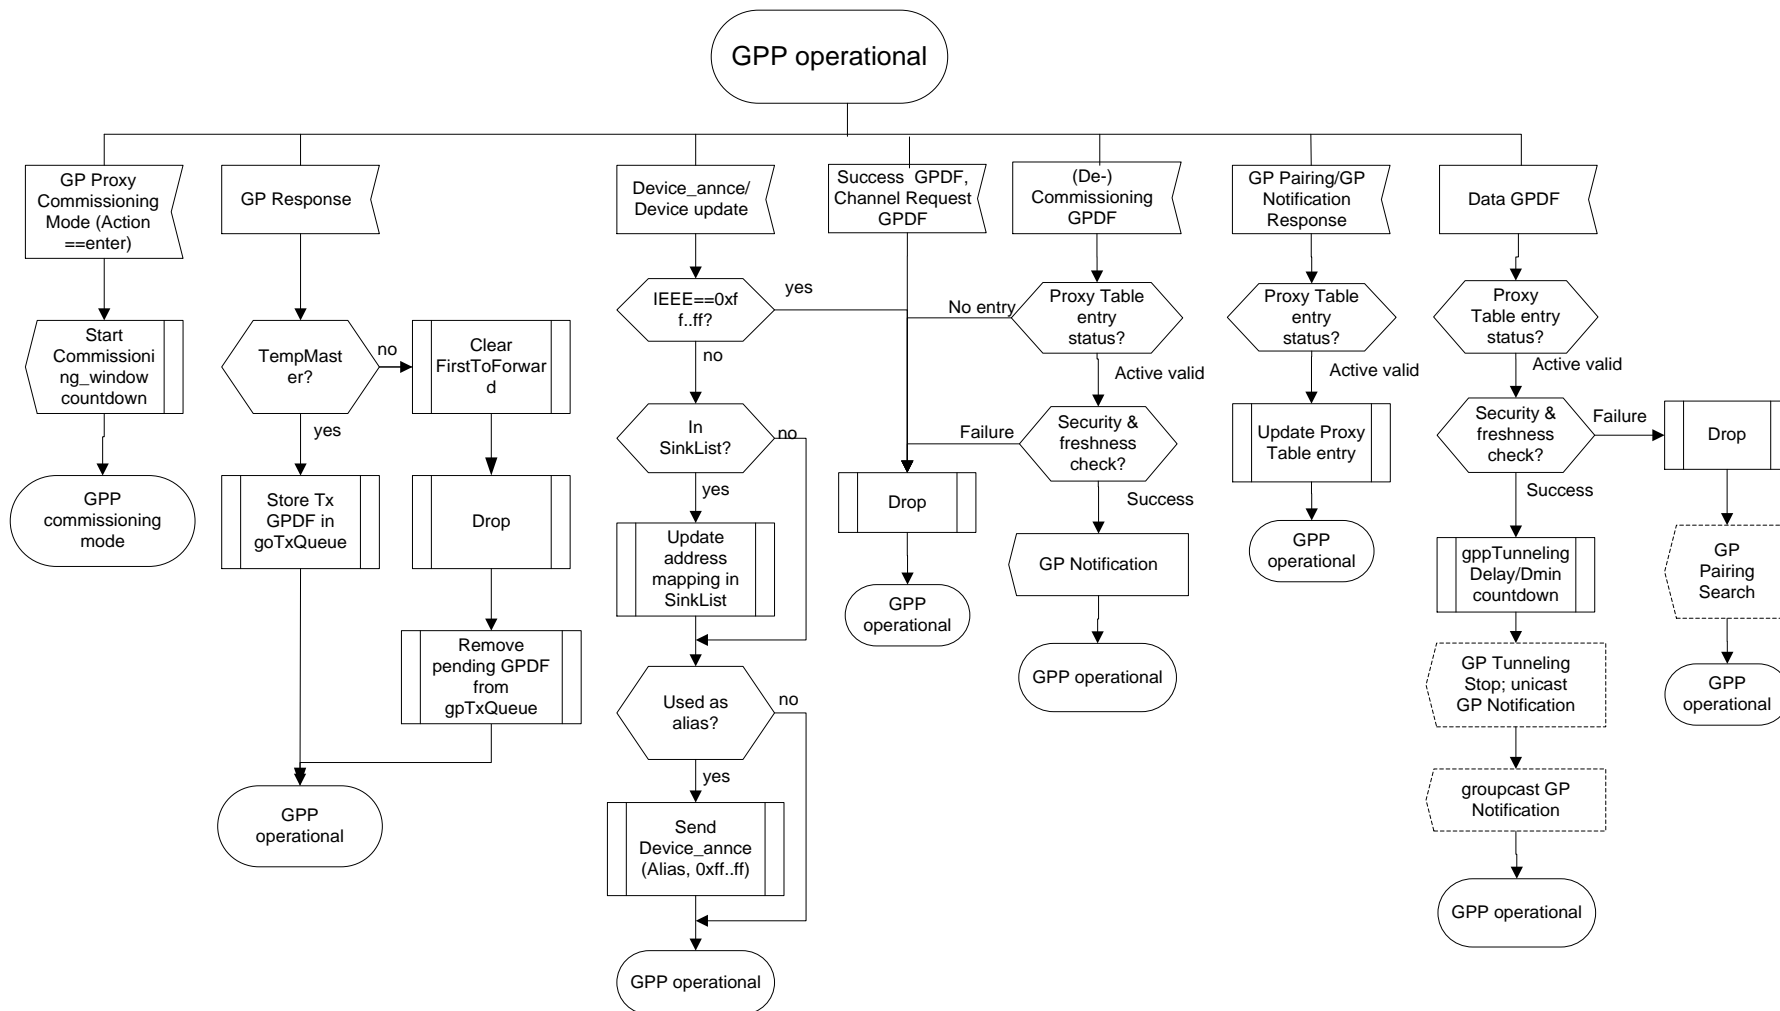 GPP operational
GP Proxy
Commissioning
Mode (Action
==enter)
Start
Commissioni
ng_window
countdown
GPP
commissioning
mode
GP Response
TempMast
er?
no
yes
Clear
FirstToForwar
d
Store Tx
GPDF in
goTxQueue
Drop
Remove
pending GPDF
from
gpTxQueue
GPP
operational
Device_annce/
Device update
IEEE==0xf
f..ff?
yes
no
In
SinkList?
no
yes
Update
address
mapping in
SinkList
Used as
alias?
no
yes
Send
Device_annce
(Alias, 0xff..ff)
GPP operational
Success GPDF,
Channel Request
GPDF
Drop
GPP
operational
(De-)
Commissioning
GPDF
Proxy Table
entry
status?
No entry
Active valid
Security &
freshness
check?
Failure
Success
GP Notification
GPP operational
GP Pairing/GP
Notification
Response
Proxy Table
entry
status?
Active valid
Update Proxy
Table entry
GPP
operational
Data GPDF
Proxy
Table entry
status?
Active valid
Security &
freshness
check?
Failure
Success
gppTunneling
Delay/Dmin
countdown
GP Tunneling
Stop; unicast
GP Notification
groupcast GP
Notification
GPP operational
Drop
GP
Pairing
Search
GPP
operational